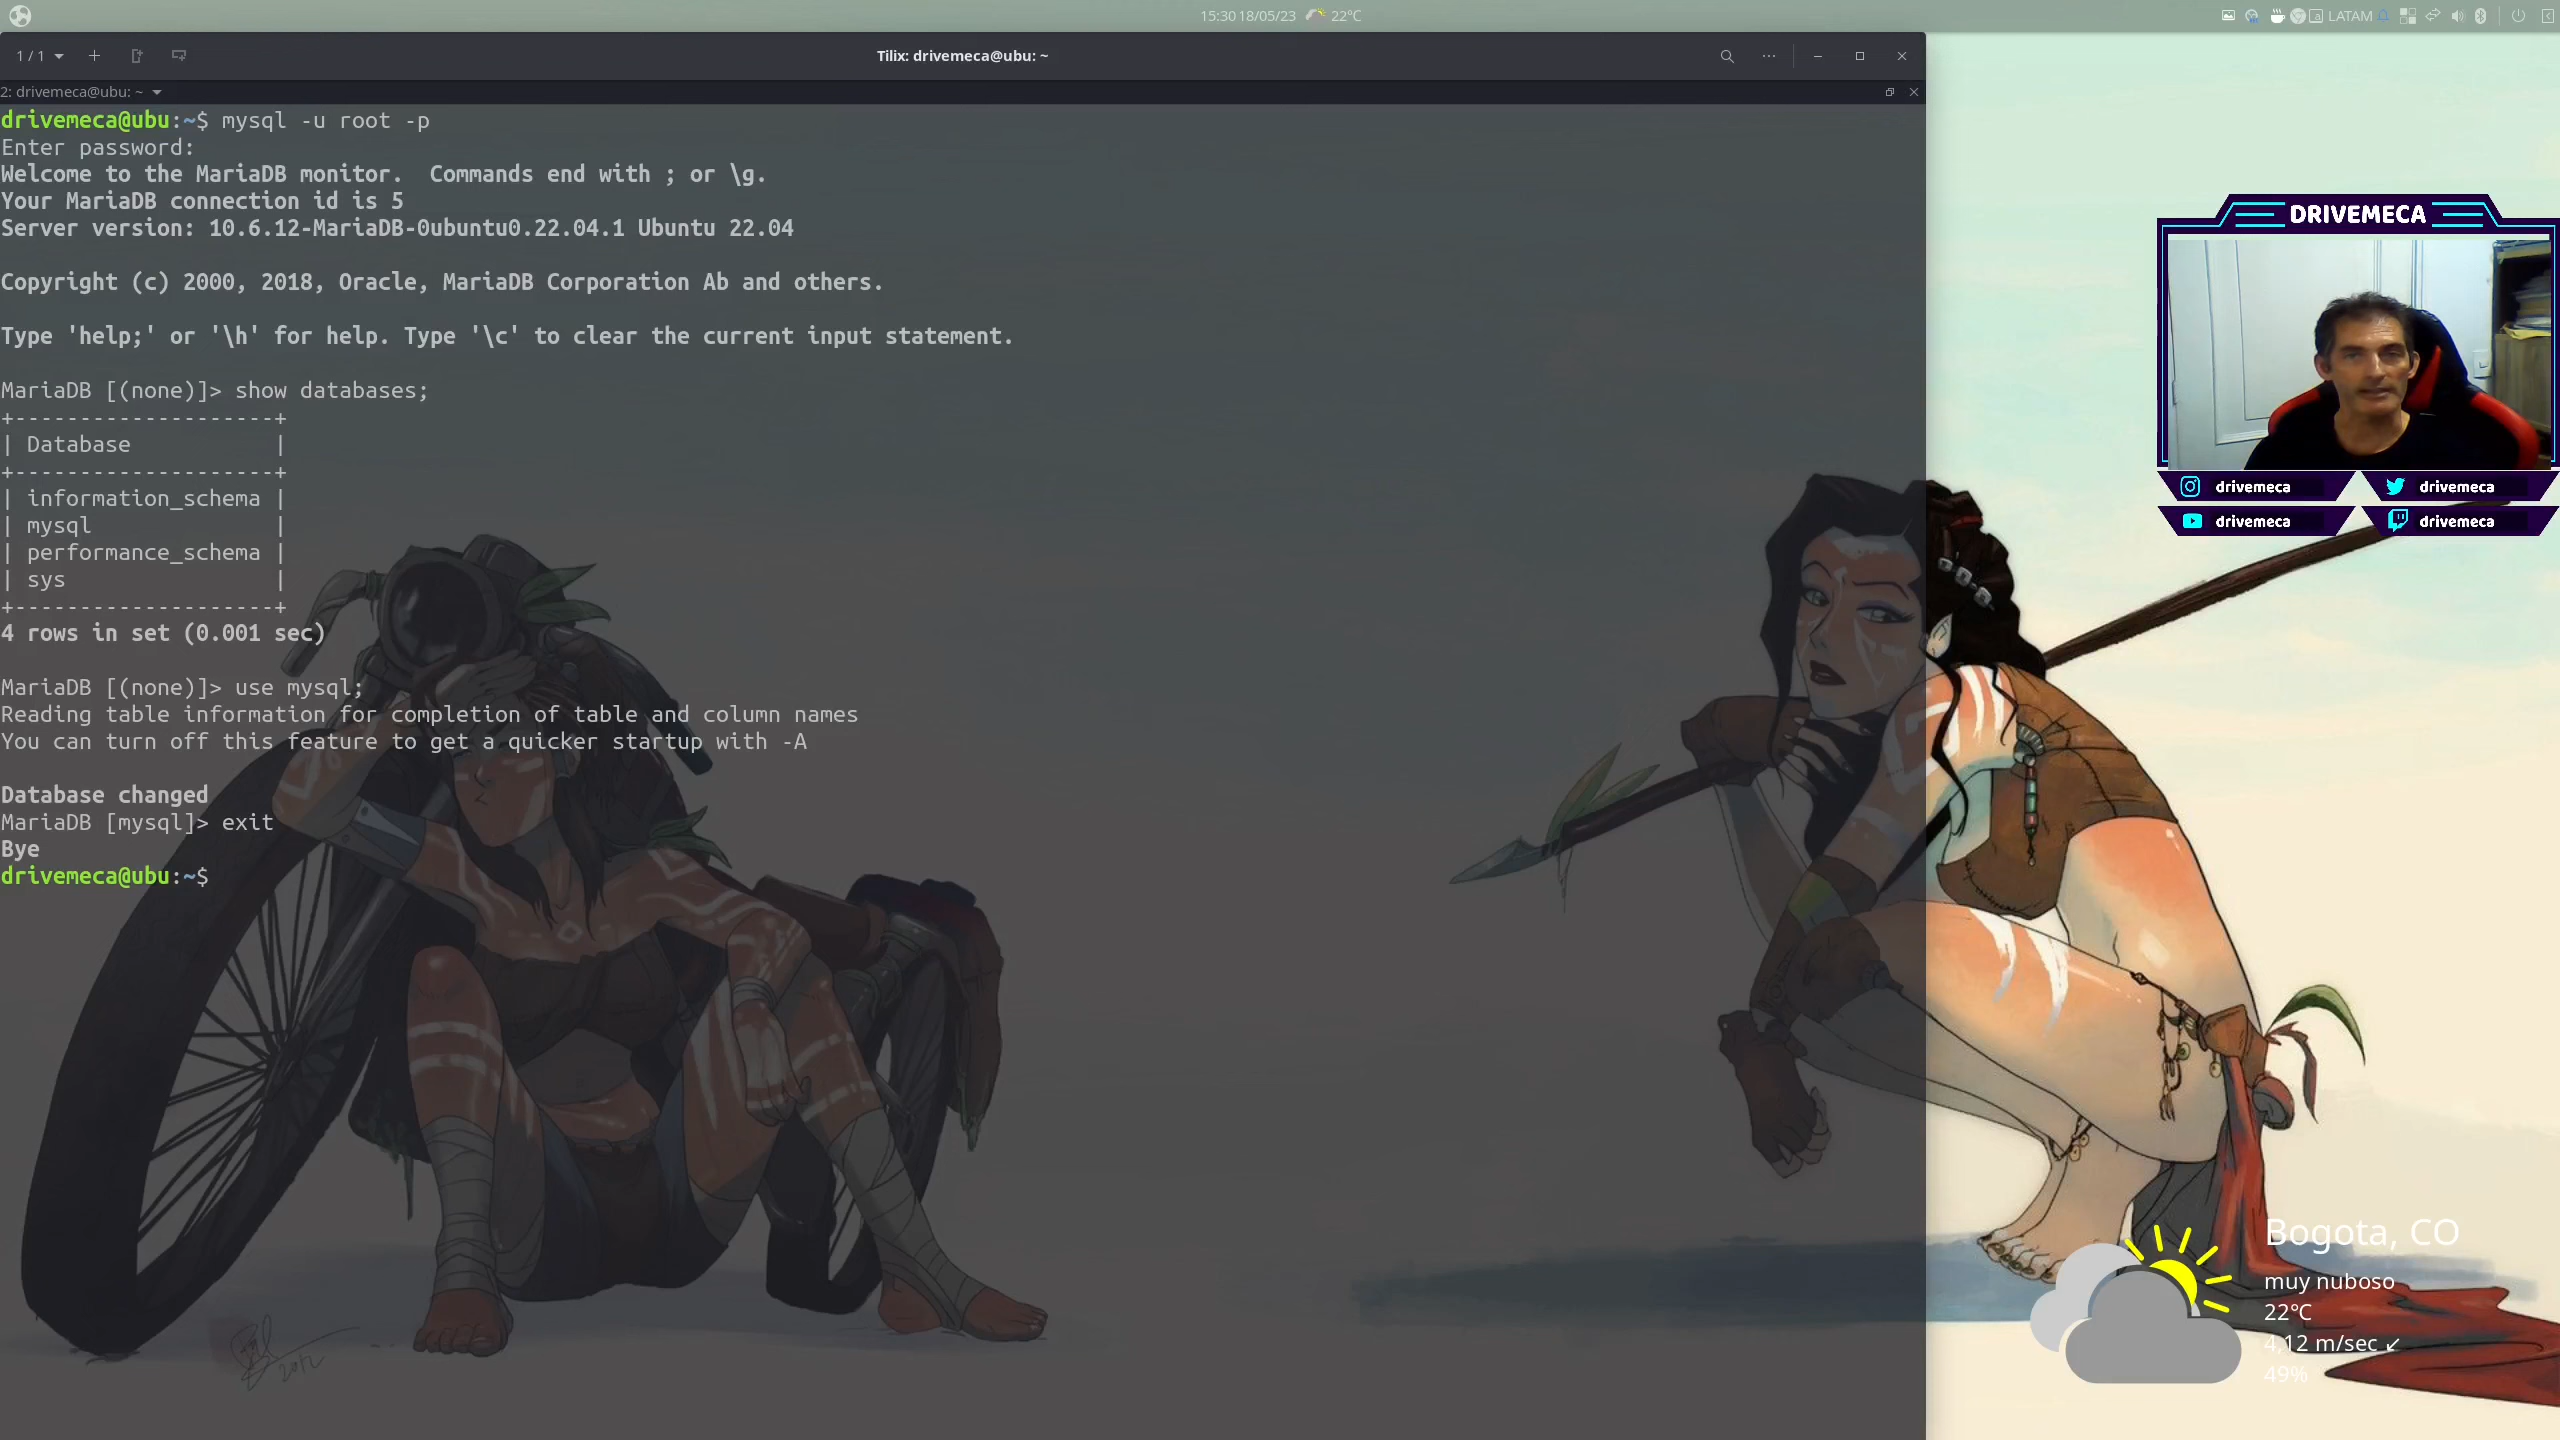 15:30 18/05/23 22°C
LATAM
1 / 1
Tilix: drivemeca@ubu: ~
2: drivemeca@ubu: ~
drivemeca@ubu:~$ mysql -u root -p
Enter password:
Welcome to the MariaDB monitor.  Commands end with ; or \g.
Your MariaDB connection id is 5
Server version: 10.6.12-MariaDB-0ubuntu0.22.04.1 Ubuntu 22.04
Copyright (c) 2000, 2018, Oracle, MariaDB Corporation Ab and others.
Type 'help;' or '\h' for help. Type '\c' to clear the current input statement.
MariaDB [(none)]> show databases;
+--------------------+
| Database           |
+--------------------+
| information_schema |
| mysql              |
| performance_schema |
| sys                |
+--------------------+
4 rows in set (0.001 sec)
MariaDB [(none)]> use mysql;
Reading table information for completion of table and column names
You can turn off this feature to get a quicker startup with -A
Database changed
MariaDB [mysql]> exit
Bye
drivemeca@ubu:~$
DRIVEMECA
drivemeca
drivemeca
drivemeca
drivemeca
Bogota, CO
muy nuboso
22°C
4,12 m/sec ↙
49%
2012